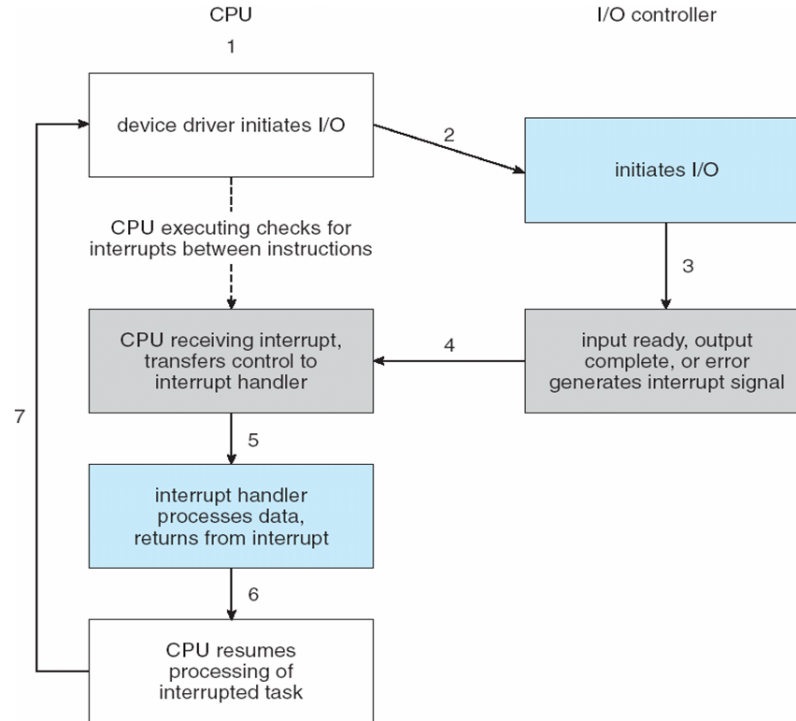 CPU
I/O controller
1
device driver initiates I/O
2
initiates I/O
CPU executing checks for
interrupts between instructions
3
CPU receiving interrupt,
transfers control to
interrupt handler
4
input ready, output
complete, or error
generates interrupt signal
7
5
interrupt handler
processes data,
returns from interrupt
6
CPU resumes
processing of
interrupted task